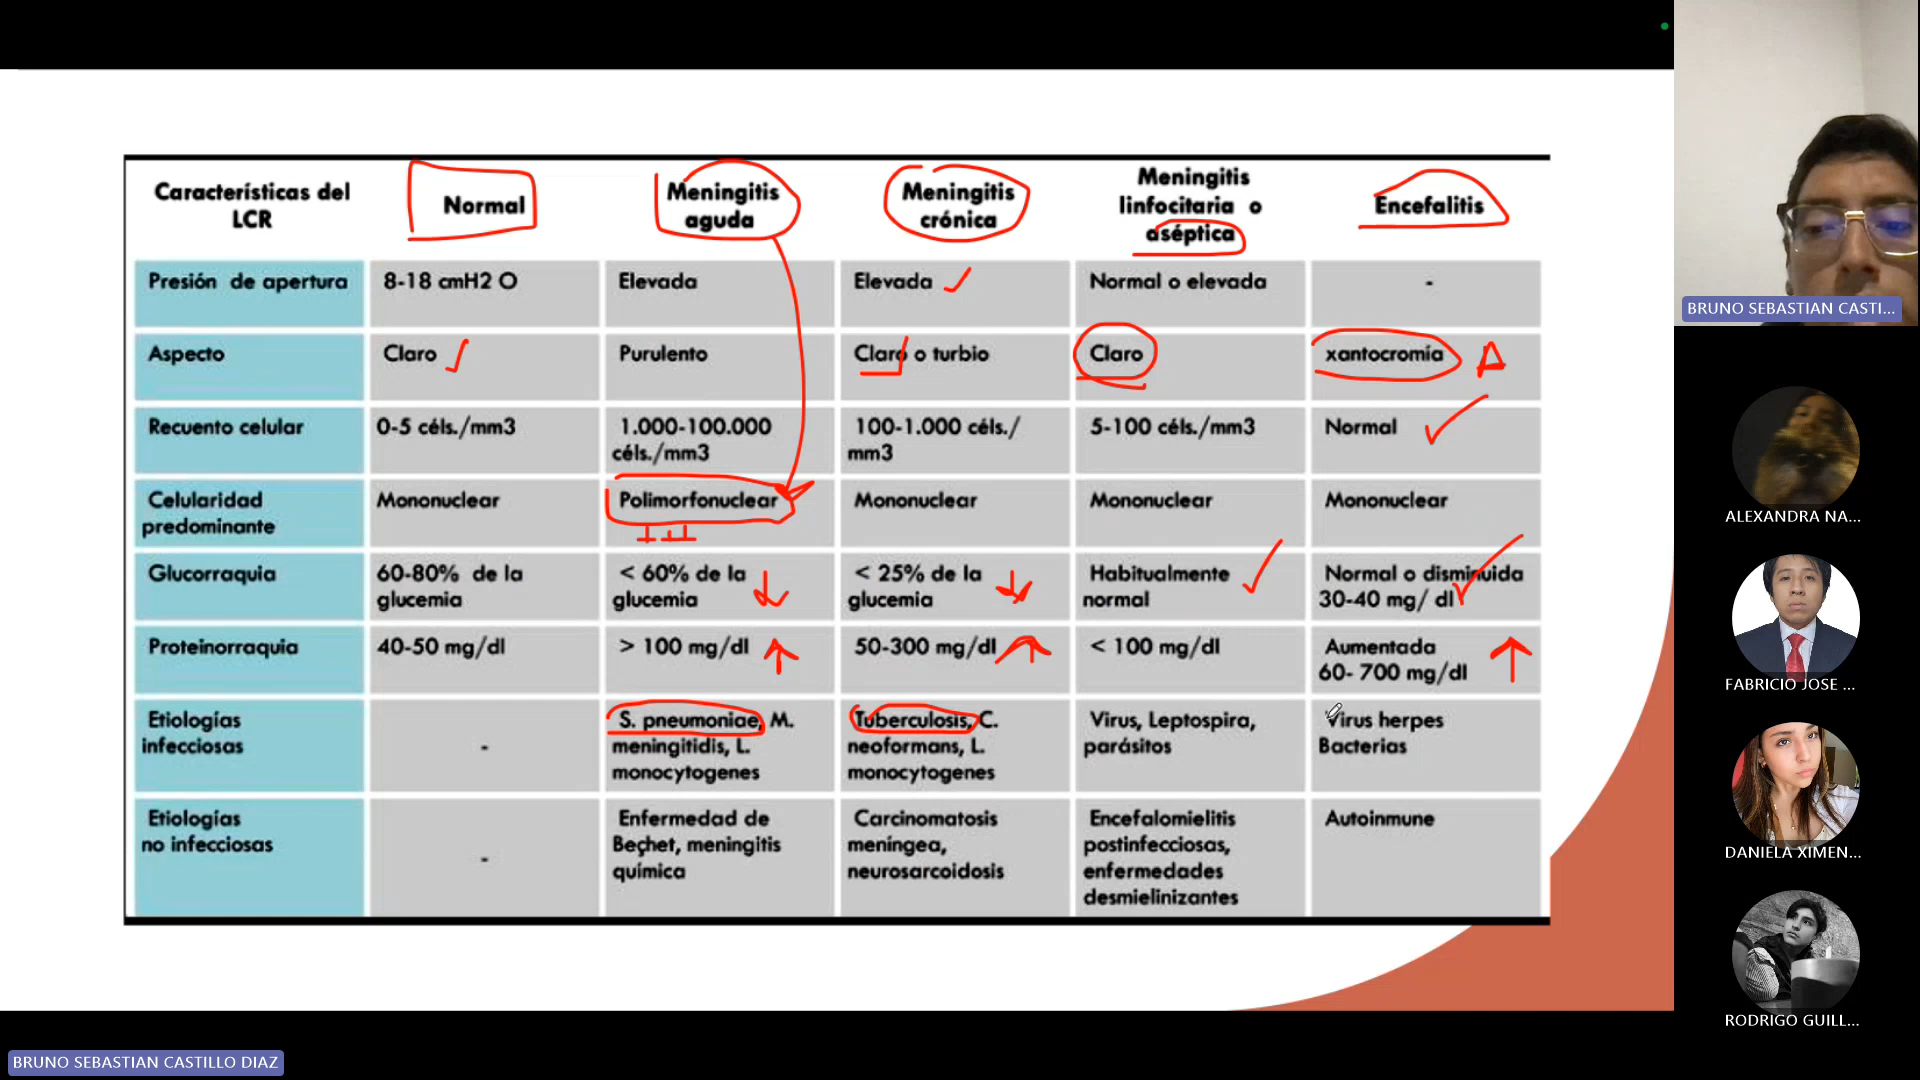 Características del
LCR
Normal
Meningitis
aguda
Meningitis
crónica
Meningitis
linfocitaria o
aséptica
Encefalitis
Presión de apertura
8-18 cmH2 O
Elevada
Elevada
Normal o elevada
-
Aspecto
Claro
Purulento
Claro o turbio
Claro
xantocromía
Recuento celular
0-5 céls./mm3
1.000-100.000
céls./mm3
100-1.000 céls./
mm3
5-100 céls./mm3
Normal
Celularidad
predominante
Mononuclear
Polimorfonuclear
Mononuclear
Mononuclear
Mononuclear
Glucorraquia
60-80% de la
glucemia
< 60% de la
glucemia
< 25% de la
glucemia
Habitualmente
normal
Normal o disminuida
30-40 mg/ dl
Proteinorraquia
40-50 mg/dl
> 100 mg/dl
50-300 mg/dl
< 100 mg/dl
Aumentada
60- 700 mg/dl
Etiologías
infecciosas
-
S. pneumoniae, M.
meningitidis, L.
monocytogenes
Tuberculosis, C.
neoformans, L.
monocytogenes
Virus, Leptospira,
parásitos
Virus herpes
Bacterias
Etiologías
no infecciosas
-
Enfermedad de
Beçhet, meningitis
química
Carcinomatosis
meníngea,
neurosarcoidosis
Encefalomielitis
postinfecciosas,
enfermedades
desmielinizantes
Autoinmune
BRUNO SEBASTIAN CASTI...
ALEXANDRA NA...
FABRICIO JOSE ...
DANIELA XIMEN...
RODRIGO GUILL...
BRUNO SEBASTIAN CASTILLO DIAZ